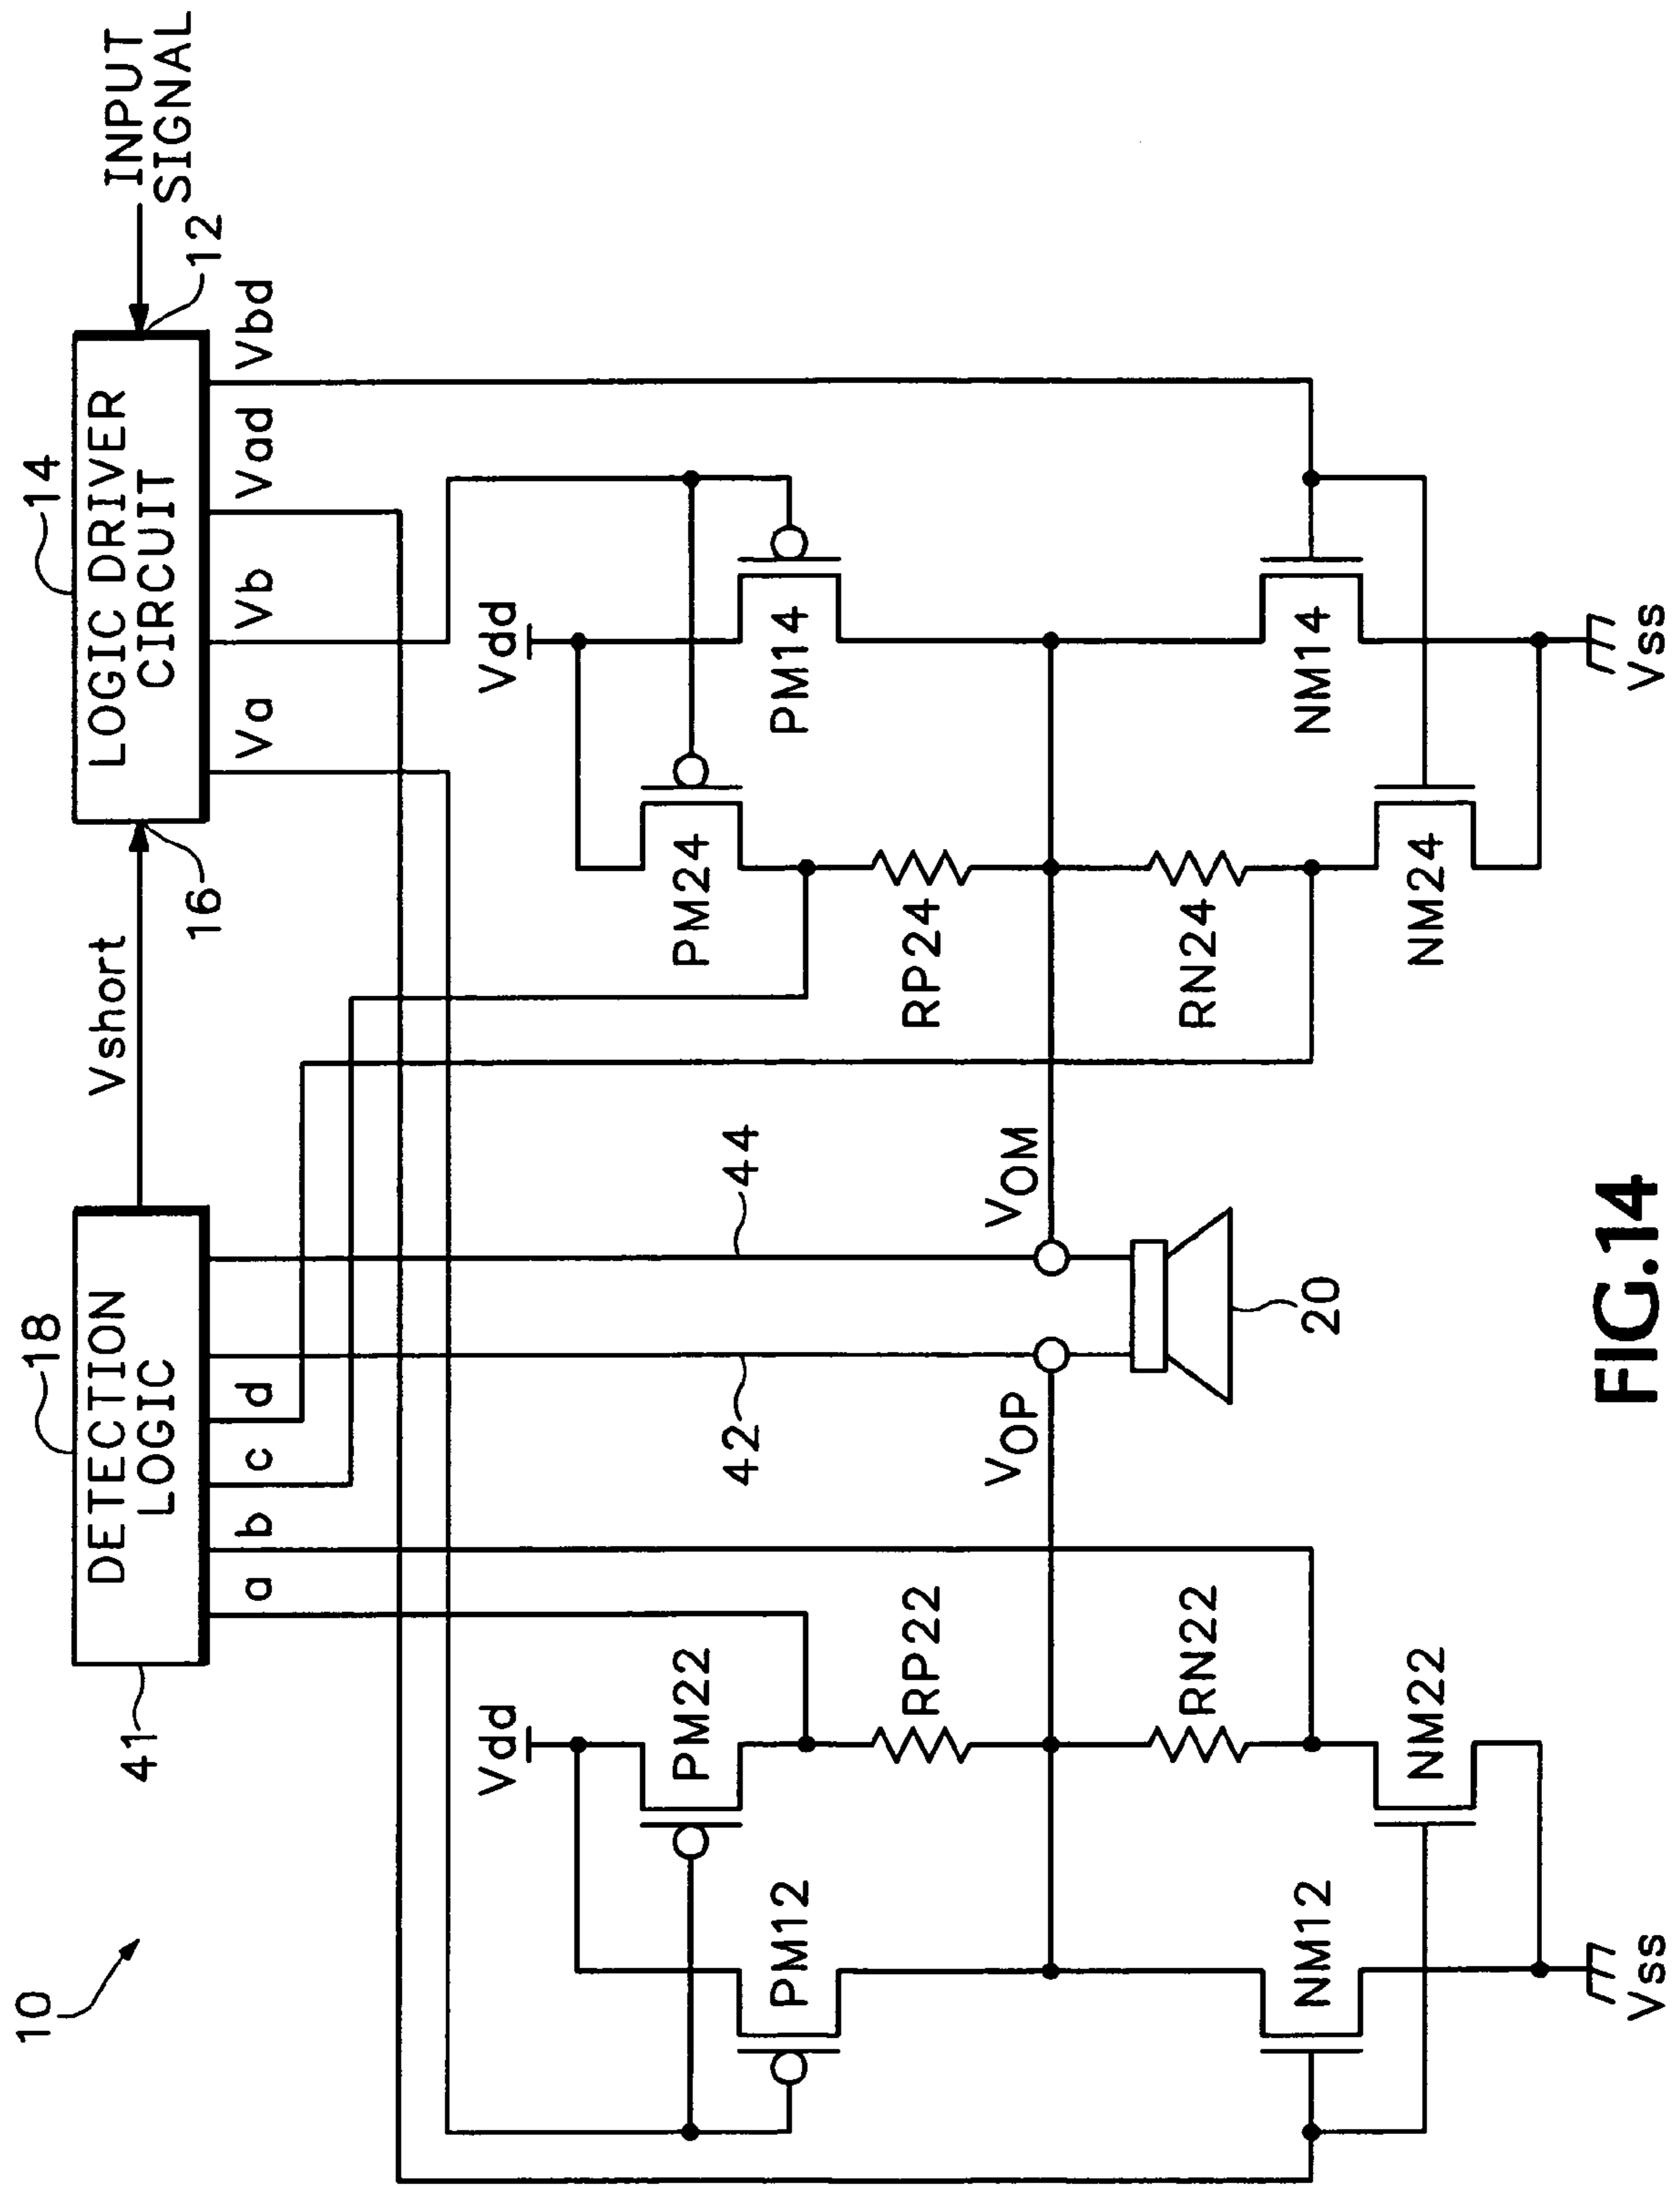 10
41
18
DETECTION
LOGIC
a
b
c
d
Vshort
16
14
LOGIC DRIVER
CIRCUIT
12
INPUT
SIGNAL
Va
Vb
Vad
Vbd
Vdd
Vdd
PM12
PM22
42
44
PM24
PM14
RP22
RP24
VOP
VOM
RN22
RN24
NM12
NM22
20
NM24
NM14
Vss
Vss
FIG.14